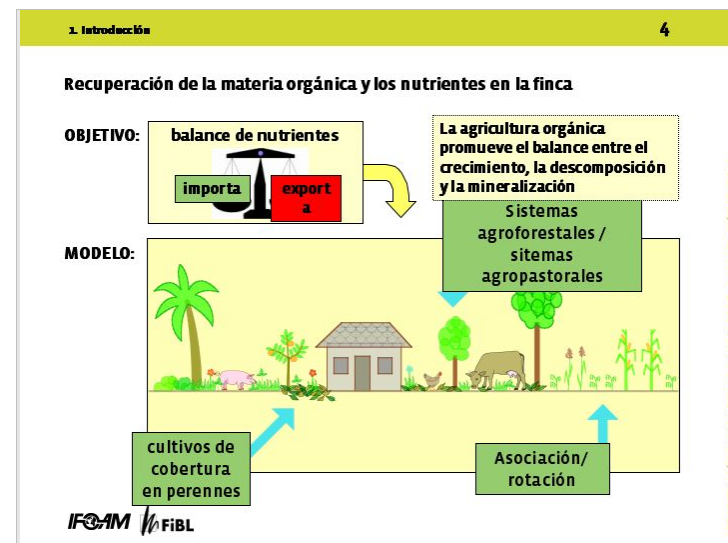 1. Introducción
4
Recuperación de la materia orgánica y los nutrientes en la finca
OBJETIVO:
balance de nutrientes
importa
export
a
La agricultura orgánica
promueve el balance entre el
crecimiento, la descomposición
y la mineralización
Sistemas
agroforestales /
sitemas
agropastorales
MODELO:
cultivos de
cobertura
en perennes
Asociación/
rotación
IFOAM
FiBL